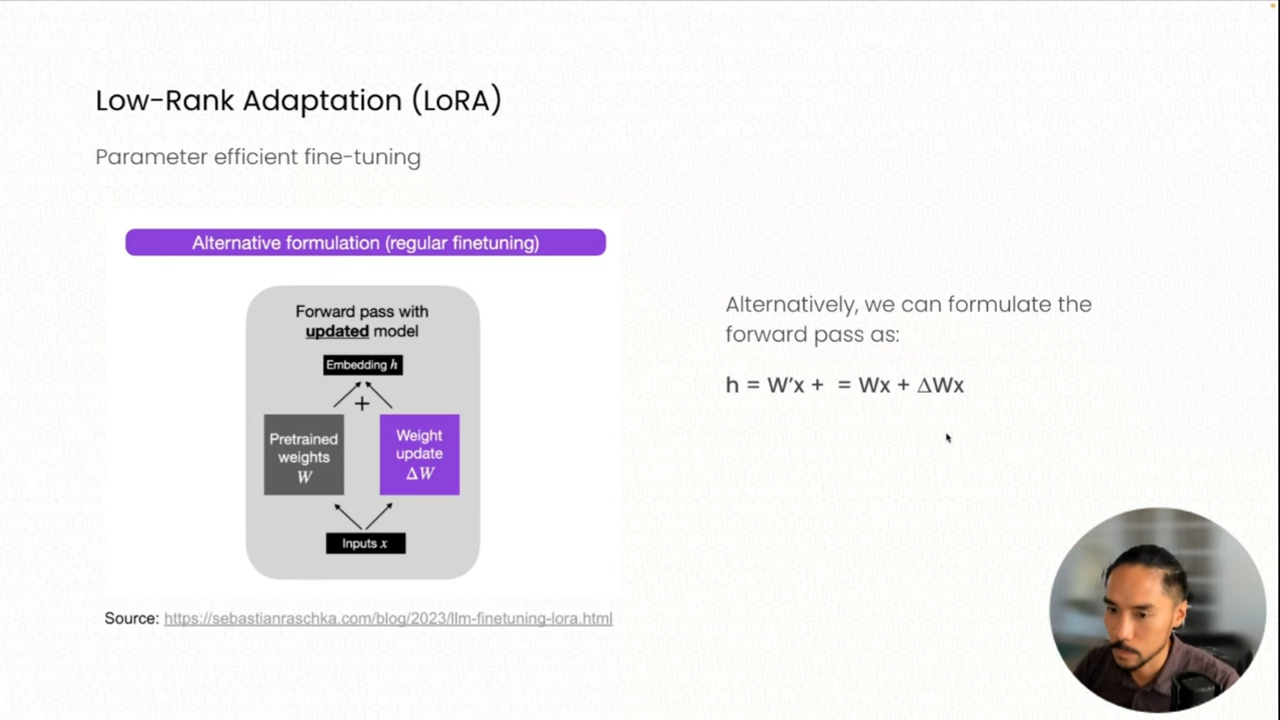 Low-Rank Adaptation (LoRA)
Parameter efficient fine-tuning
Alternative formulation (regular finetuning)
Forward pass with
updated model
Embedding h
+
Pretrained
weights
W
Weight
update
ΔW
Inputs x
Source: https://sebastianraschka.com/blog/2023/llm-finetuning-lora.html
Alternatively, we can formulate the
forward pass as:
h = W'x + = Wx + ΔWx